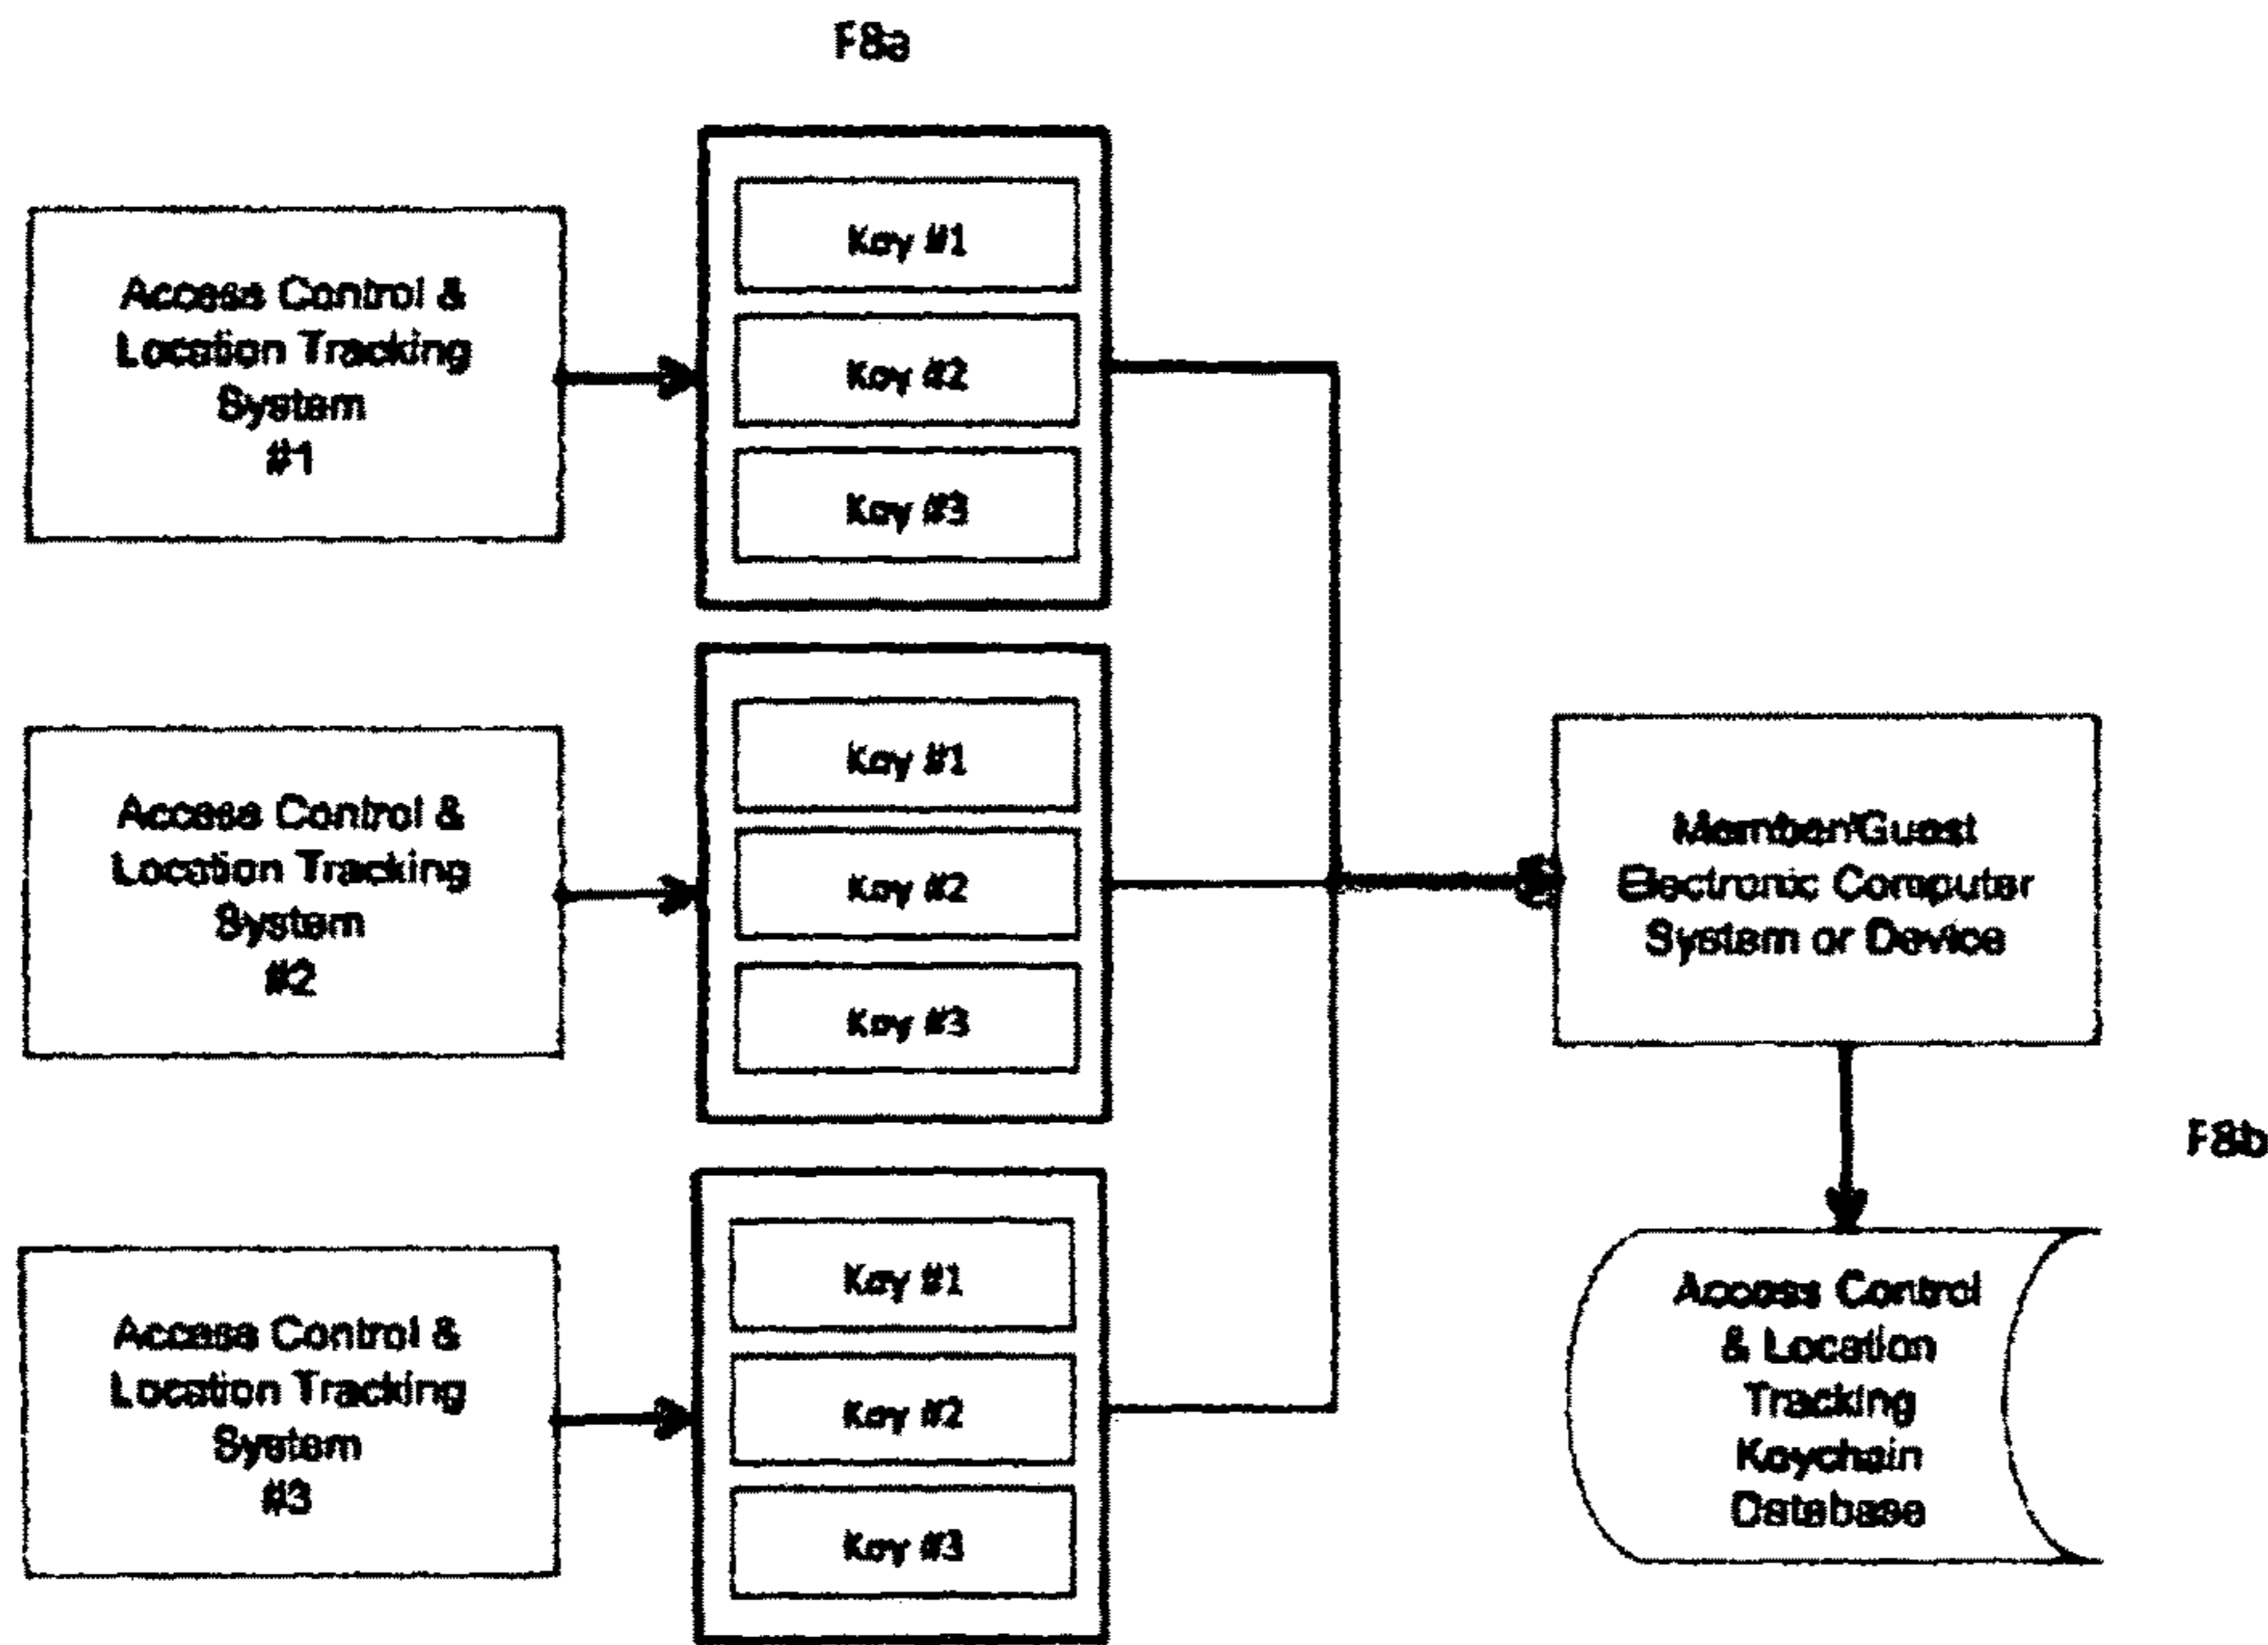 F8a
Access Control &
Location Tracking
System
#1
Key #1
Key #2
Key #3
Access Control &
Location Tracking
System
#2
Key #1
Key #2
Key #3
Access Control &
Location Tracking
System
#3
Key #1
Key #2
Key #3
Member/Guest
Electronic Computer
System or Device
F8b
Access Control
& Location
Tracking
Keychain
Database